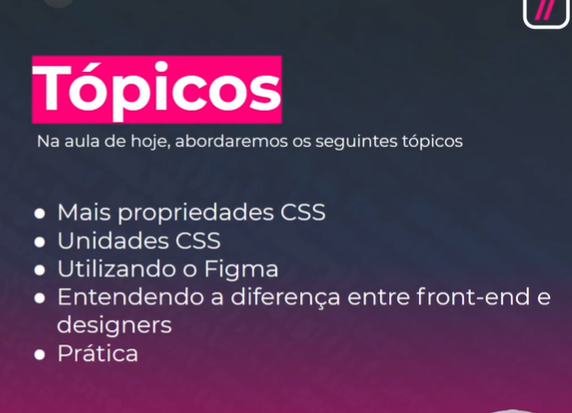 //
Tópicos
Na aula de hoje, abordaremos os seguintes tópicos
● Mais propriedades CSS
● Unidades CSS
● Utilizando o Figma
● Entendendo a diferença entre front-end e
designers
● Prática